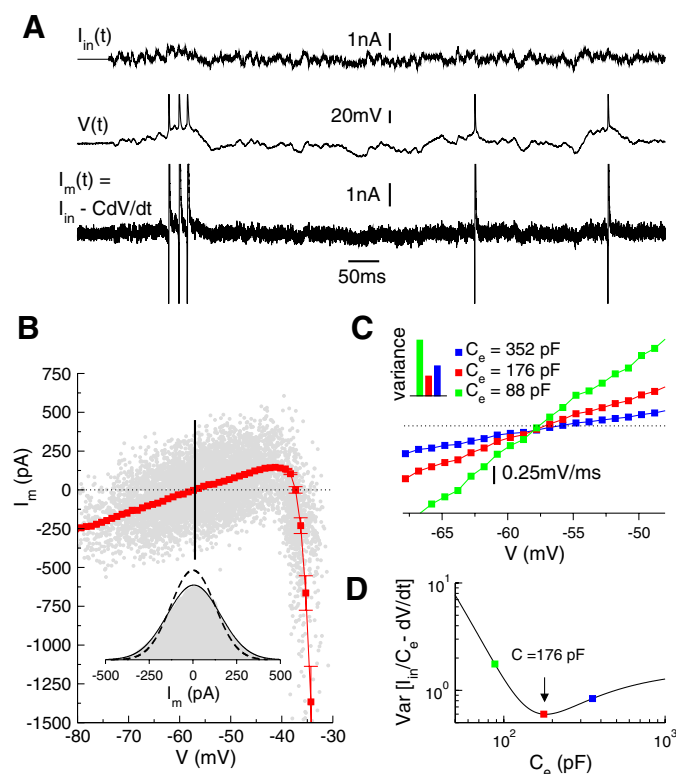 A
I_in(t)
1nA
V(t)
20mV
I_m(t) =
I_in - CdV/dt
1nA
50ms
B
750
500
250
0
-250
-500
-750
-1000
-1250
-1500
I_m (pA)
-500 -250 0 250 500
I_m (pA)
-80 -70 -60 -50 -40 -30
V (mV)
C
variance
C_e = 352 pF
C_e = 176 pF
C_e = 88 pF
0.25mV/ms
-65 -60 -55 -50
V (mV)
D
Var [I_in/C_e - dV/dt]
10^1
10^0
C =176 pF
10^2 10^3
C_e (pF)